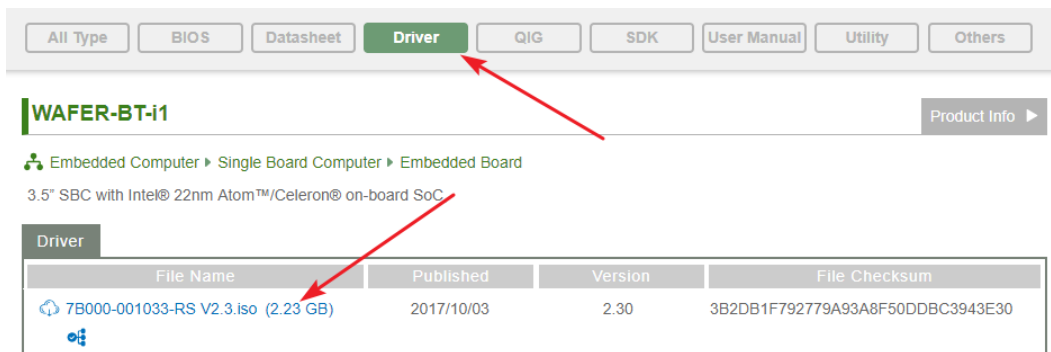 All Type BIOS Datasheet Driver QIG SDK User Manual Utility Others
WAFER-BT-i1
Product Info
Embedded Computer Single Board Computer Embedded Board
3.5" SBC with Intel® 22nm Atom™/Celeron® on-board SoC
Driver
File Name Published Version File Checksum
7B000-001033-RS V2.3.iso (2.23 GB) 2017/10/03 2.30 3B2DB1F792779A93A8F50DDBC3943E30